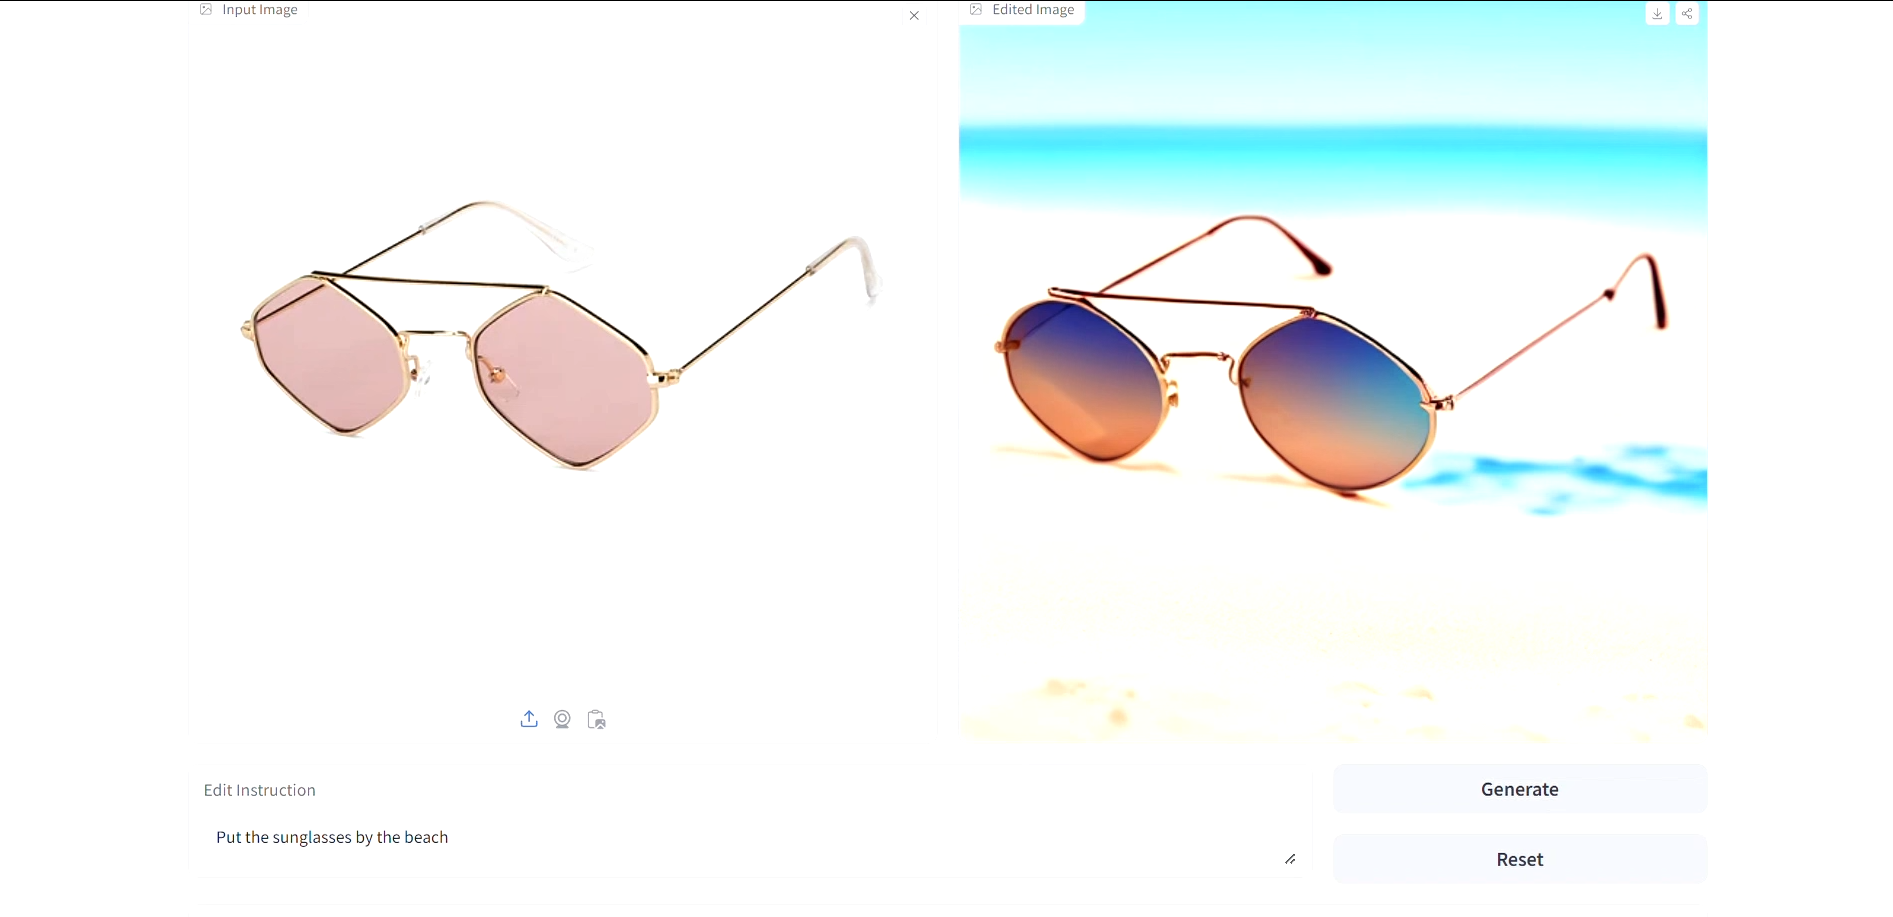 Input Image
Edited Image
Edit Instruction
Put the sunglasses by the beach
Generate
Reset